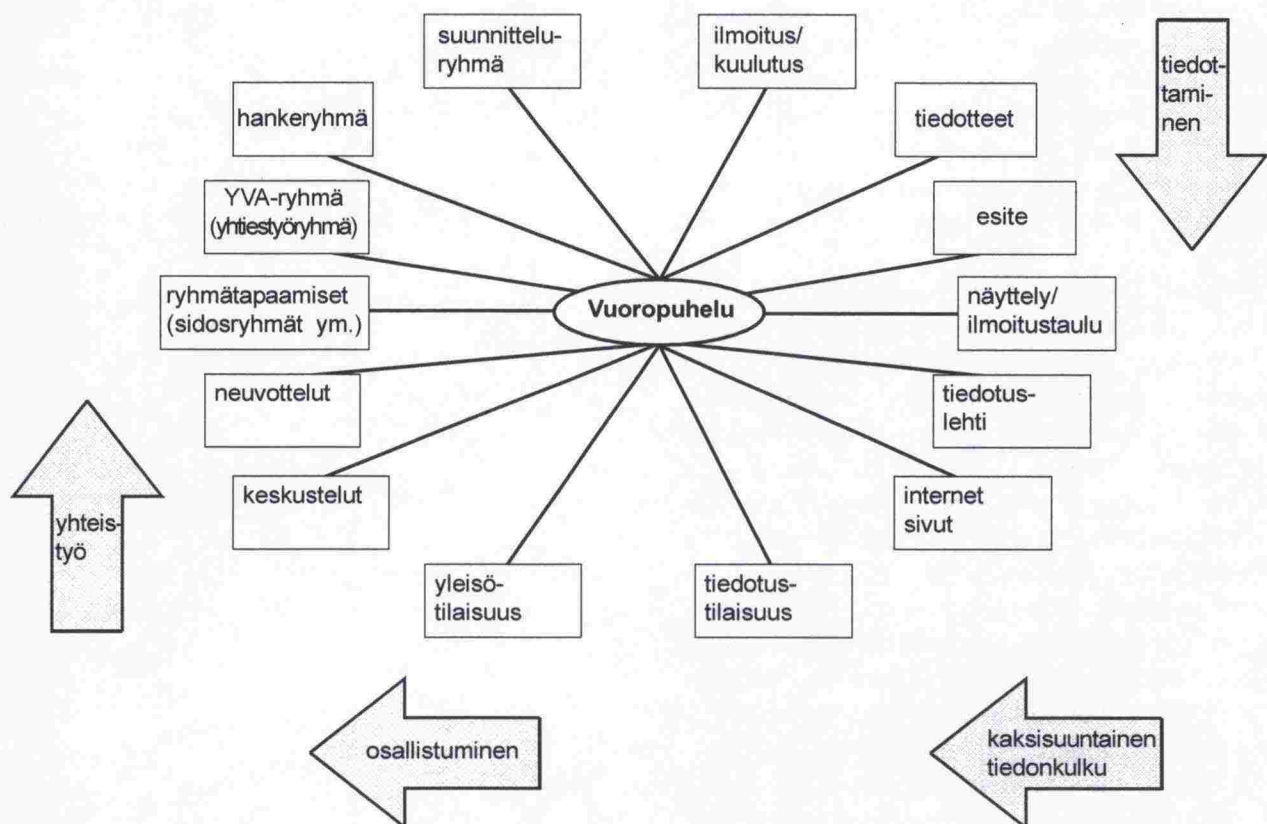 suunnittelu-
ryhmä
ilmoitus/
kuulutus
tiedot-
tami-
nen
hankeryhmä
tiedotteet
YVA-ryhmä
(yhtiestyöryhmä)
esite
ryhmätapaamiset
(sidosryhmät ym.)
Vuoropuhelu
näyttely/
ilmoitustaulu
neuvottelut
tiedotus-
lehti
keskustelut
internet
sivut
yhteis-
työ
yleisö-
tilaisuus
tiedotus-
tilaisuus
osallistuminen
kaksisuuntainen
tiedonkulku